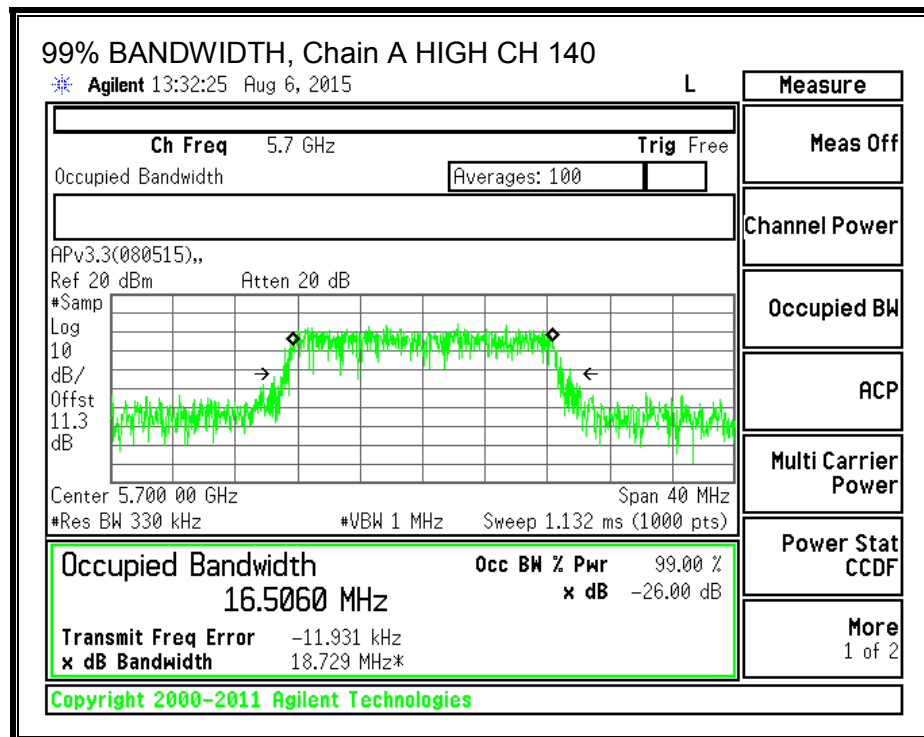 99% BANDWIDTH, Chain A HIGH CH 140
Agilent 13:32:25 Aug 6, 2015 L
Measure
Ch Freq 5.7 GHz Trig Free
Occupied Bandwidth Averages: 100
APv3.3(080515),,
Ref 20 dBm Atten 20 dB
#Samp
Log
10
dB/
Offst
11.3
dB
Center 5.700 00 GHz Span 40 MHz
#Res BW 330 kHz #VBW 1 MHz Sweep 1.132 ms (1000 pts)
Occupied Bandwidth Occ BW % Pwr 99.00 %
16.5060 MHz x dB -26.00 dB
Transmit Freq Error -11.931 kHz
x dB Bandwidth 18.729 MHz*
Copyright 2000-2011 Agilent Technologies
Meas Off
Channel Power
Occupied BW
ACP
Multi Carrier
Power
Power Stat
CCDF
More
1 of 2